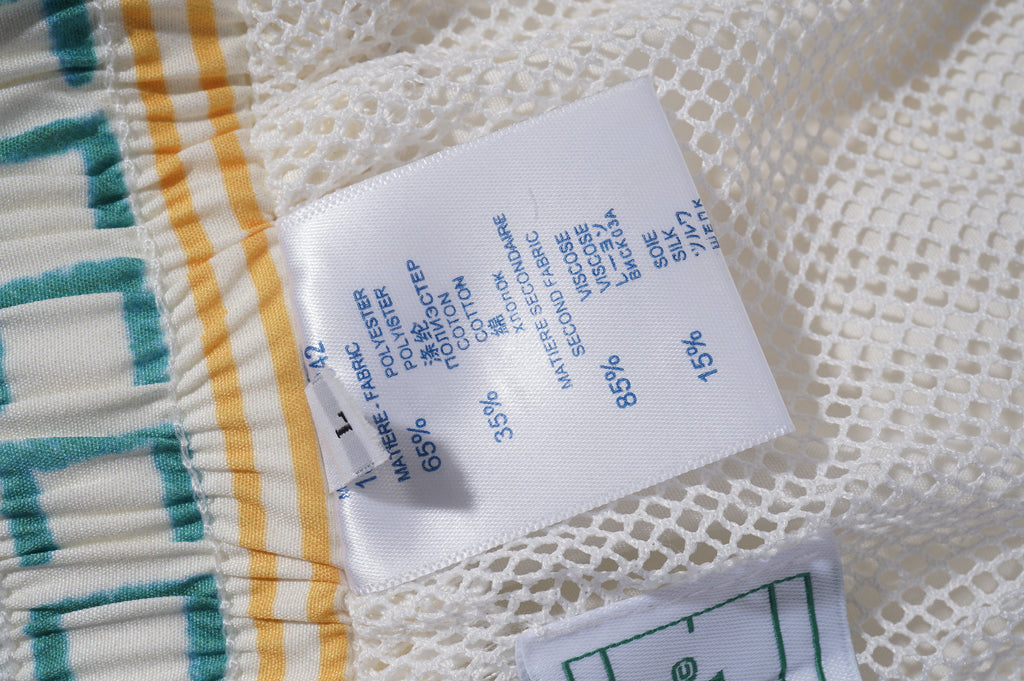 L
42
MATIERE - FABRIC
65% POLYESTER
POLYISTER
涤纶
ПОЛИЭСТЕР
35% COTON
COTTON
綿
ХЛОПОК
MATIERE SECONDAIRE
SECOND FABRIC
85% VISCOSE
VISCOSE
レーヨン
ВИСКОЗА
15% SOIE
SILK
シルク